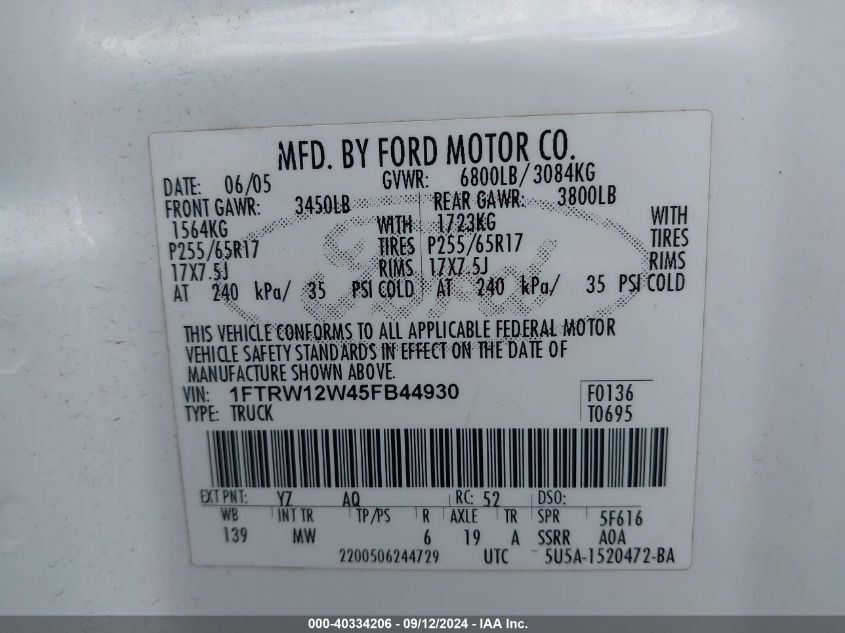 MFD. BY FORD MOTOR CO.
DATE: 06/05 GVWR: 6800LB/ 3084KG
FRONT GAWR: 3450LB REAR GAWR: 3800LB
1564KG WITH 1723KG WITH
P255/65R17 TIRES P255/65R17 TIRES
17X7.5J RIMS 17X7.5J RIMS
AT 240 kPa/ 35 PSI COLD AT 240 kPa/ 35 PSI COLD
Ford
THIS VEHICLE CONFORMS TO ALL APPLICABLE FEDERAL MOTOR
VEHICLE SAFETY STANDARDS IN EFFECT ON THE DATE OF
MANUFACTURE SHOWN ABOVE.
VIN: 1FTRW12W45FB44930 F0136
TYPE: TRUCK T0695
EXT PNT: YZ AQ RC: 52 DSO:
WB INT TR TP/PS R AXLE TR SPR 5F616
139 MW 6 19 A SSRR AOA
2200506244729 UTC 5U5A-1520472-BA
000-40334206 - 09/12/2024 - IAA Inc.